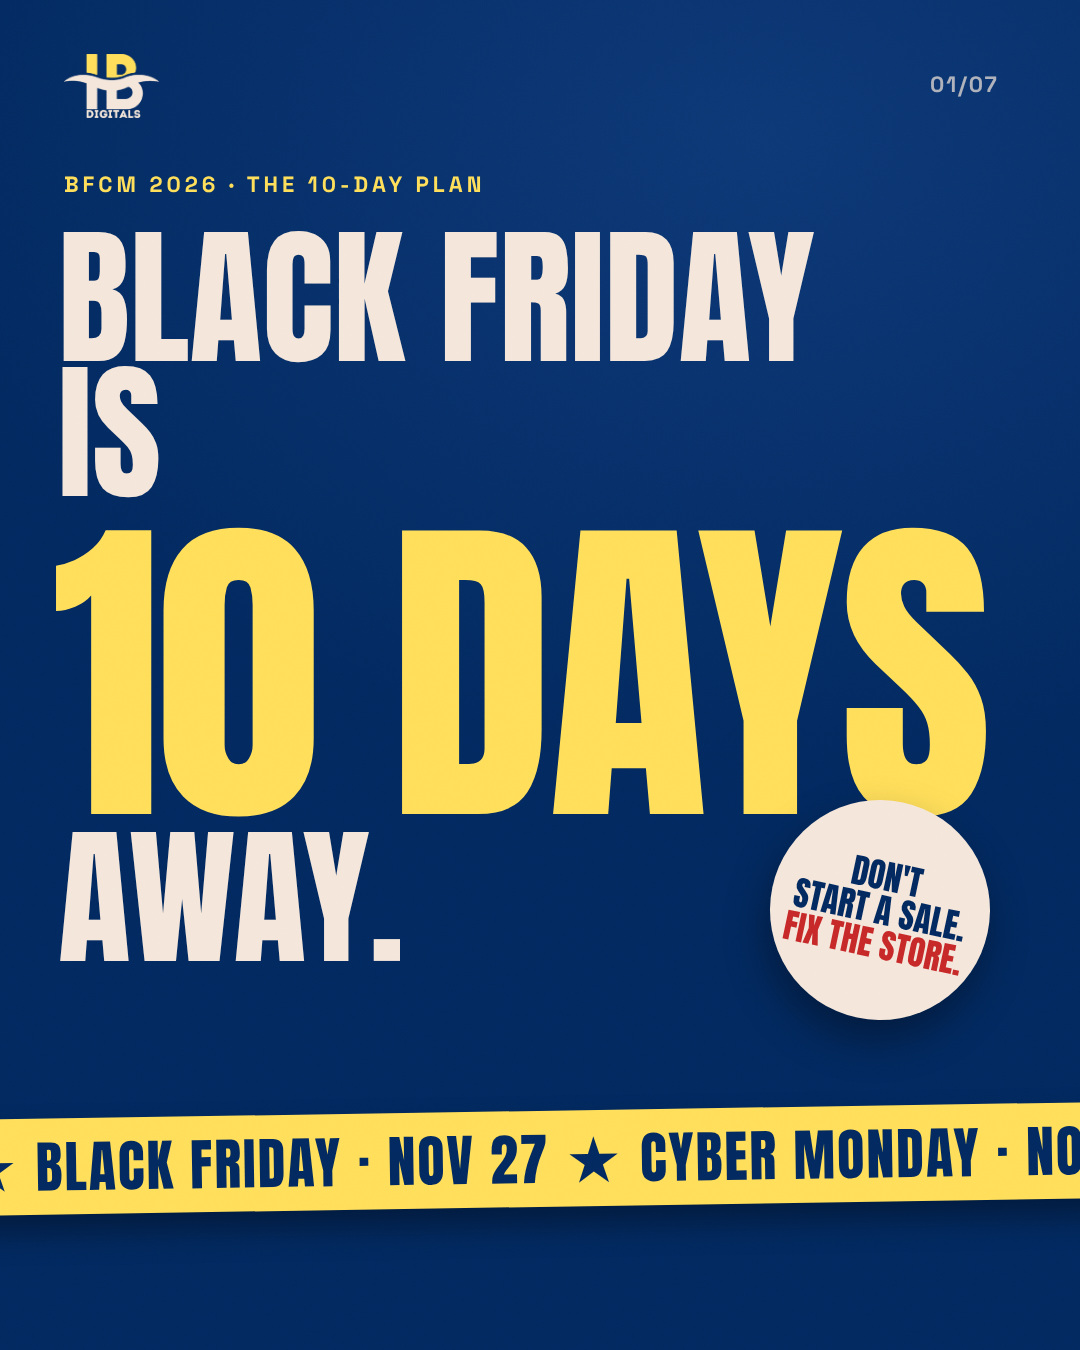 HB
DIGITALS
01/07
BFCM 2026 · THE 10-DAY PLAN
BLACK FRIDAY
IS
10 DAYS
AWAY.
DON'T
START A SALE.
FIX THE STORE.
★ BLACK FRIDAY · NOV 27 ★ CYBER MONDAY · NO